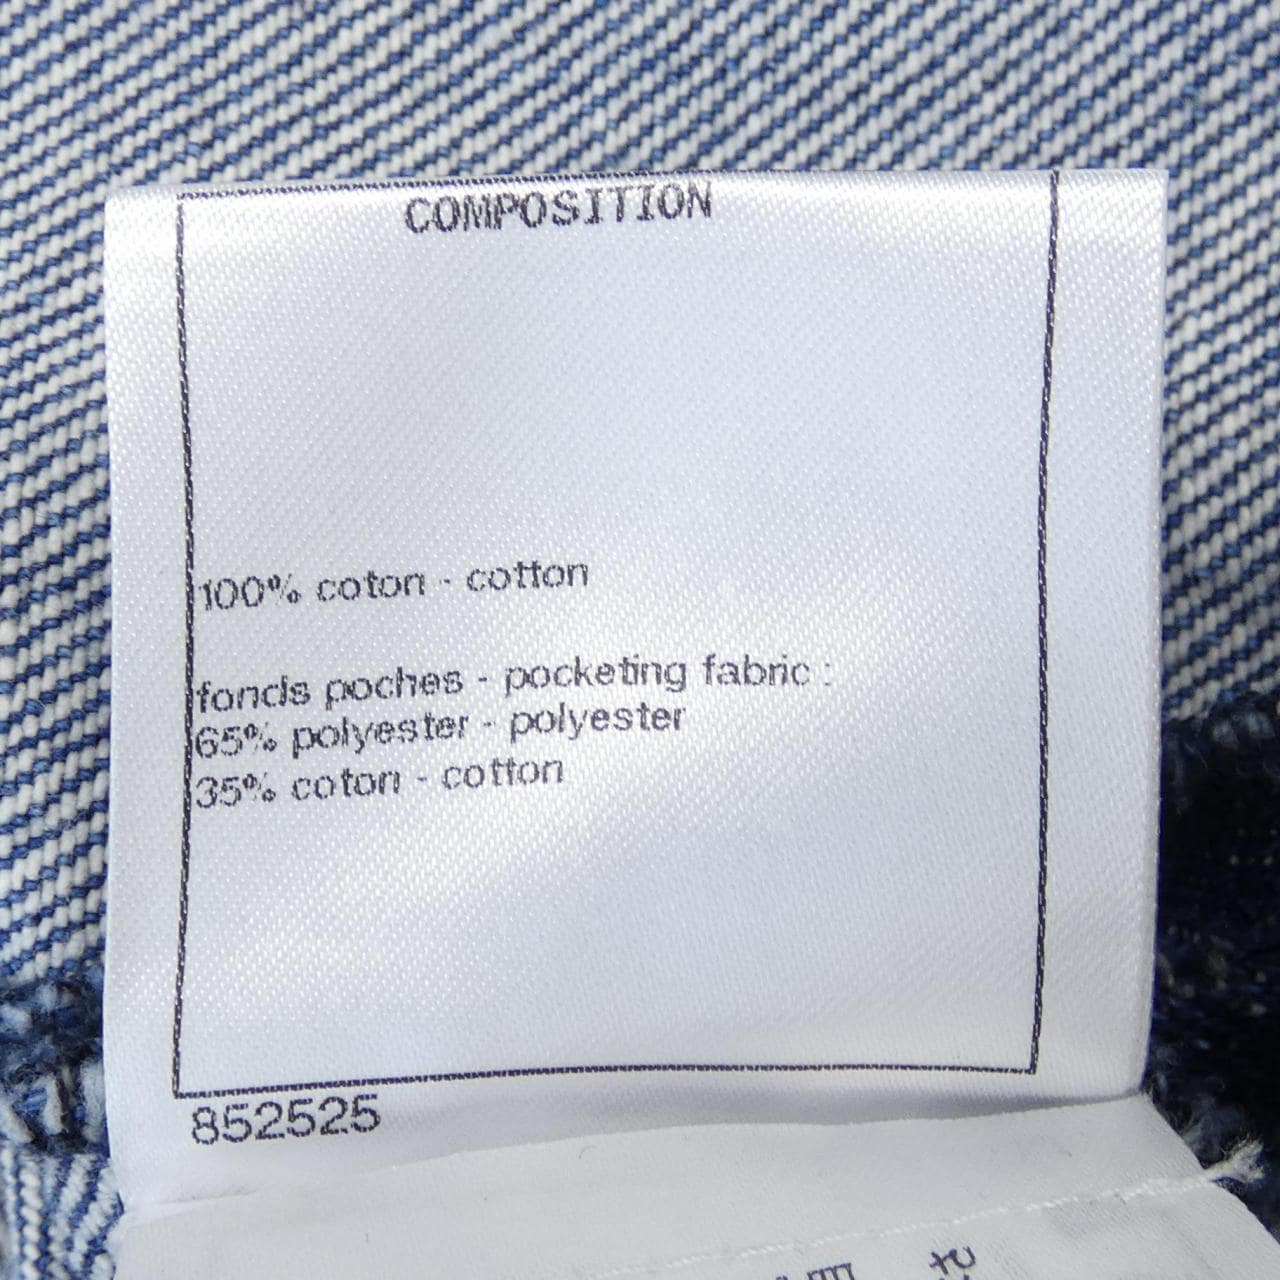 COMPOSITION
100% coton - cotton
fonds poches - pocketing fabric :
65% polyester - polyester
35% coton - cotton
852525